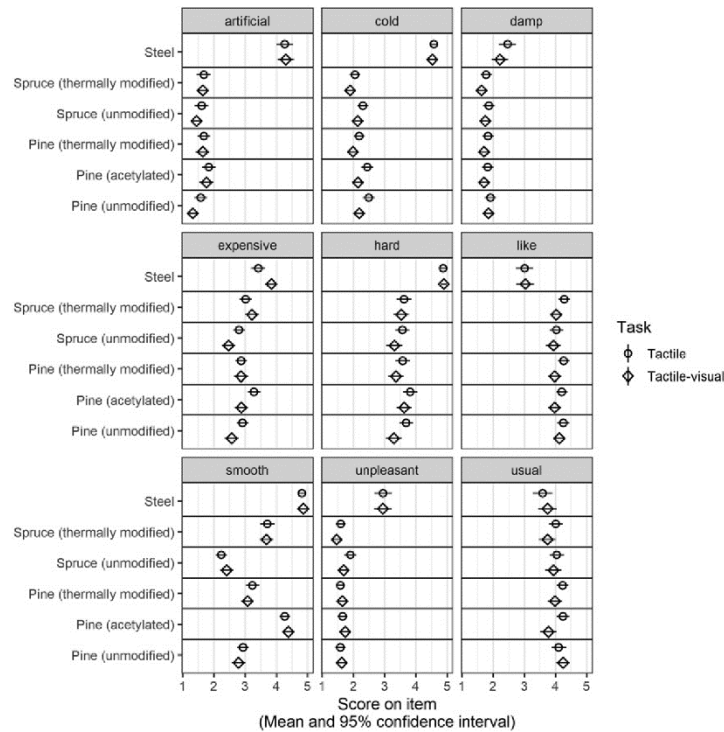 artificial cold damp
Steel
Spruce (thermally modified)
Spruce (unmodified)
Pine (thermally modified)
Pine (acetylated)
Pine (unmodified)
expensive hard like
Steel
Spruce (thermally modified)
Spruce (unmodified)
Pine (thermally modified)
Pine (acetylated)
Pine (unmodified)
Task
Tactile
Tactile-visual
smooth unpleasant usual
Steel
Spruce (thermally modified)
Spruce (unmodified)
Pine (thermally modified)
Pine (acetylated)
Pine (unmodified)
1 2 3 4 5 1 2 3 4 5 1 2 3 4 5
Score on item
(Mean and 95% confidence interval)